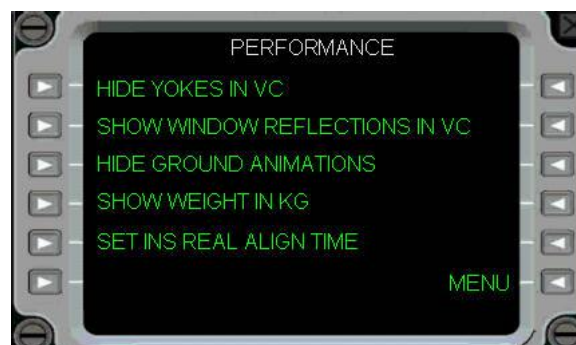 PERFORMANCE
HIDE YOKES IN VC
SHOW WINDOW REFLECTIONS IN VC
HIDE GROUND ANIMATIONS
SHOW WEIGHT IN KG
SET INS REAL ALIGN TIME
MENU